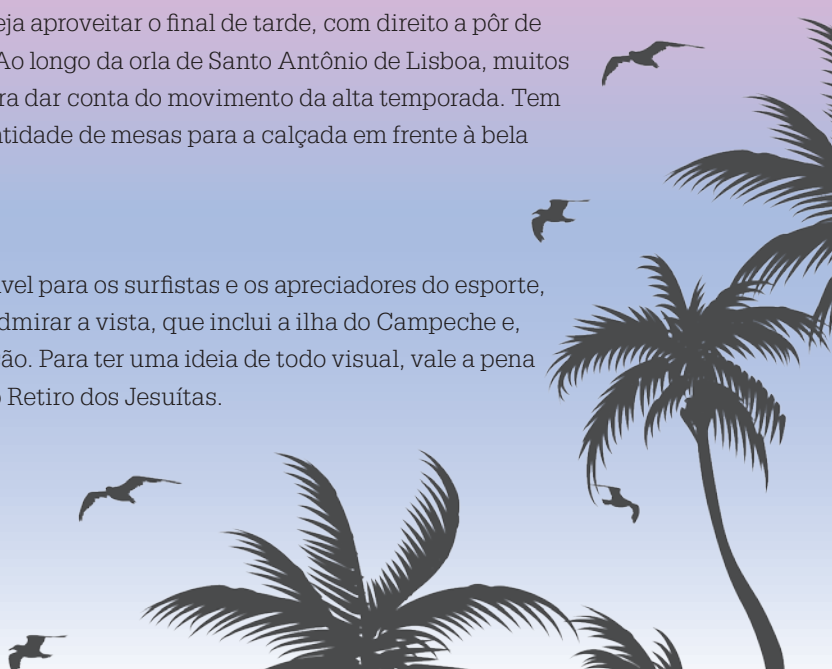 eja aproveitar o final de tarde, com direito a pôr de
Ao longo da orla de Santo Antônio de Lisboa, muitos
ra dar conta do movimento da alta temporada. Tem
ntidade de mesas para a calçada em frente à bela
vel para os surfistas e os apreciadores do esporte,
dmirar a vista, que inclui a ilha do Campeche e,
ção. Para ter uma ideia de todo visual, vale a pena
o Retiro dos Jesuítas.